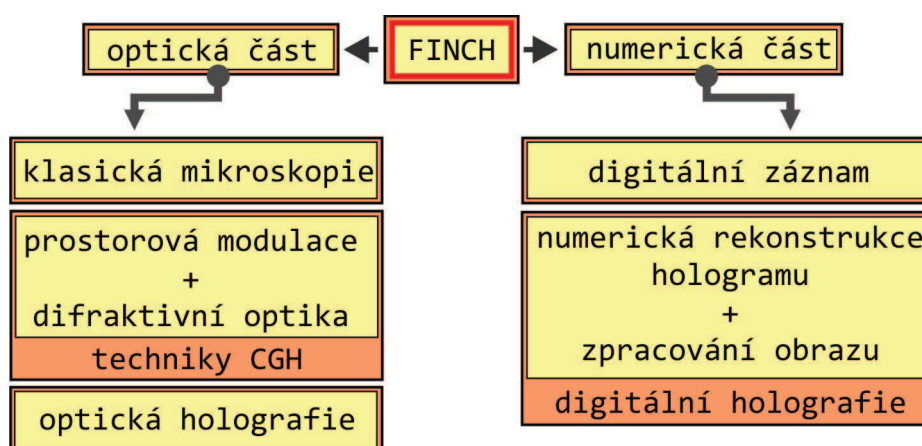 FINCH
optická část
klasická mikroskopie
prostorová modulace
+
difraktivní optika
techniky CGH
optická holografie
numerická část
digitální záznam
numerická rekonstrukce
hologramu
+
zpracování obrazu
digitální holografie